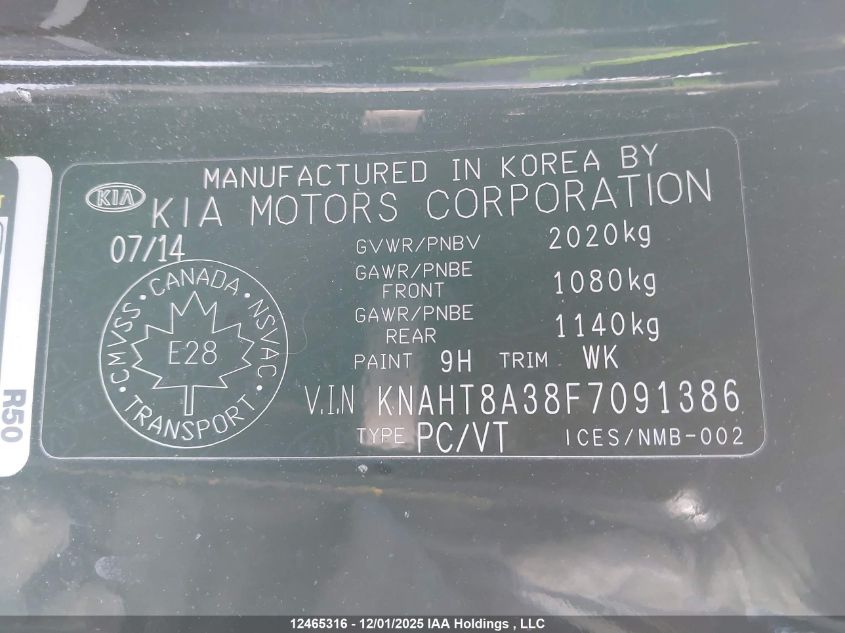 MANUFACTURED IN KOREA BY
KIA
KIA MOTORS CORPORATION
07/14
GVWR/PNBV 2020kg
GAWR/PNBE FRONT 1080kg
GAWR/PNBE REAR 1140kg
CMVSS • CANADA • NSVAC • TRANSPORT •
E28
PAINT 9H TRIM WK
V.I.N KNAHT8A38F7091386
TYPE PC/VT ICES/NMB-002
R50
12465316 - 12/01/2025 IAA Holdings , LLC